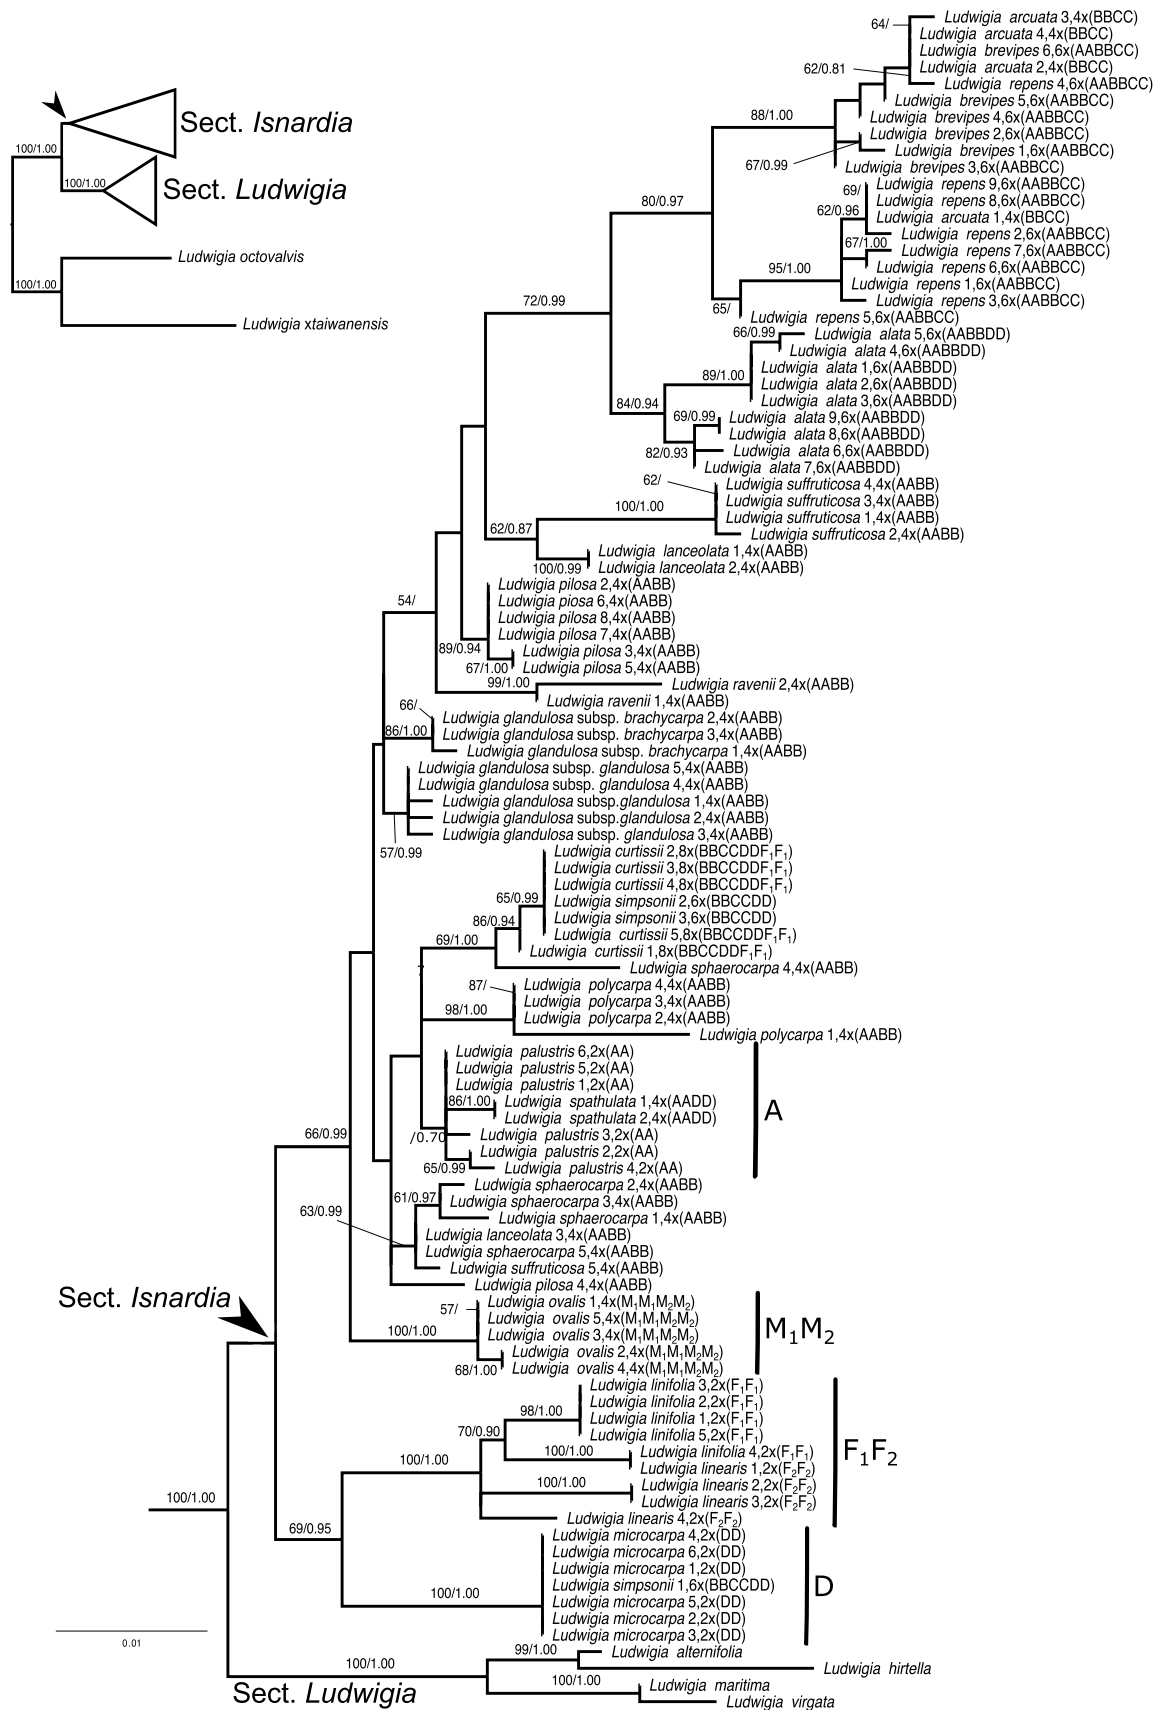 Sect. Isnardia
100/1.00
100/1.00
Sect. Ludwigia
Ludwigia octovalvis
100/1.00
Ludwigia xtaiwanensis
Ludwigia arcuata 3,4x(BBCC)
64/
Ludwigia arcuata 4,4x(BBCC)
Ludwigia brevipes 6,6x(AABBCC)
Ludwigia arcuata 2,4x(BBCC)
62/0.81
Ludwigia repens 4,6x(AABBCC)
Ludwigia brevipes 5,6x(AABBCC)
Ludwigia brevipes 4,6x(AABBCC)
88/1.00
Ludwigia brevipes 2,6x(AABBCC)
Ludwigia brevipes 1,6x(AABBCC)
67/0.99
Ludwigia brevipes 3,6x(AABBCC)
Ludwigia repens 9,6x(AABBCC)
69/
Ludwigia repens 8,6x(AABBCC)
80/0.97
62/0.96
Ludwigia arcuata 1,4x(BBCC)
Ludwigia repens 2,6x(AABBCC)
67/1.00
Ludwigia repens 7,6x(AABBCC)
95/1.00
Ludwigia repens 6,6x(AABBCC)
Ludwigia repens 1,6x(AABBCC)
Ludwigia repens 3,6x(AABBCC)
72/0.99
65/
Ludwigia repens 5,6x(AABBCC)
66/0.99
Ludwigia alata 5,6x(AABBDD)
Ludwigia alata 4,6x(AABBDD)
Ludwigia alata 1,6x(AABBDD)
89/1.00
Ludwigia alata 2,6x(AABBDD)
Ludwigia alata 3,6x(AABBDD)
84/0.94
69/0.99
Ludwigia alata 9,6x(AABBDD)
Ludwigia alata 8,6x(AABBDD)
82/0.93
Ludwigia alata 6,6x(AABBDD)
Ludwigia alata 7,6x(AABBDD)
62/
Ludwigia suffruticosa 4,4x(AABB)
Ludwigia suffruticosa 3,4x(AABB)
100/1.00
Ludwigia suffruticosa 1,4x(AABB)
62/0.87
Ludwigia suffruticosa 2,4x(AABB)
Ludwigia lanceolata 1,4x(AABB)
100/0.99
Ludwigia lanceolata 2,4x(AABB)
Ludwigia pilosa 2,4x(AABB)
54/
Ludwigia piosa 6,4x(AABB)
Ludwigia pilosa 8,4x(AABB)
Ludwigia pilosa 7,4x(AABB)
89/0.94
Ludwigia pilosa 3,4x(AABB)
67/1.00
Ludwigia pilosa 5,4x(AABB)
99/1.00
Ludwigia ravenii 2,4x(AABB)
Ludwigia ravenii 1,4x(AABB)
66/
Ludwigia glandulosa subsp. brachycarpa 2,4x(AABB)
86/1.00
Ludwigia glandulosa subsp. brachycarpa 3,4x(AABB)
Ludwigia glandulosa subsp. brachycarpa 1,4x(AABB)
Ludwigia glandulosa subsp. glandulosa 5,4x(AABB)
Ludwigia glandulosa subsp. glandulosa 4,4x(AABB)
Ludwigia glandulosa subsp.glandulosa 1,4x(AABB)
Ludwigia glandulosa subsp.glandulosa 2,4x(AABB)
Ludwigia glandulosa subsp. glandulosa 3,4x(AABB)
57/0.99
Ludwigia curtissii 2,8x(BBCCDDF₁F₁)
Ludwigia curtissii 3,8x(BBCCDDF₁F₁)
Ludwigia curtissii 4,8x(BBCCDDF₁F₁)
65/0.99
Ludwigia simpsonii 2,6x(BBCCDD)
86/0.94
Ludwigia simpsonii 3,6x(BBCCDD)
69/1.00
Ludwigia curtissii 5,8x(BBCCDDF₁F₁)
Ludwigia curtissii 1,8x(BBCCDDF₁F₁)
Ludwigia sphaerocarpa 4,4x(AABB)
87/
Ludwigia polycarpa 4,4x(AABB)
Ludwigia polycarpa 3,4x(AABB)
98/1.00
Ludwigia polycarpa 2,4x(AABB)
Ludwigia polycarpa 1,4x(AABB)
Ludwigia palustris 6,2x(AA)
Ludwigia palustris 5,2x(AA)
Ludwigia palustris 1,2x(AA)
86/1.00
Ludwigia spathulata 1,4x(AADD)
A
Ludwigia spathulata 2,4x(AADD)
66/0.99
/0.70
Ludwigia palustris 3,2x(AA)
Ludwigia palustris 2,2x(AA)
65/0.99
Ludwigia palustris 4,2x(AA)
Ludwigia sphaerocarpa 2,4x(AABB)
61/0.97
Ludwigia sphaerocarpa 3,4x(AABB)
63/0.99
Ludwigia sphaerocarpa 1,4x(AABB)
Ludwigia lanceolata 3,4x(AABB)
Ludwigia sphaerocarpa 5,4x(AABB)
Ludwigia suffruticosa 5,4x(AABB)
Ludwigia pilosa 4,4x(AABB)
Sect. Isnardia
57/
Ludwigia ovalis 1,4x(M₁M₁M₂M₂)
Ludwigia ovalis 5,4x(M₁M₁M₂M₂)
100/1.00
Ludwigia ovalis 3,4x(M₁M₁M₂M₂)
M₁M₂
Ludwigia ovalis 2,4x(M₁M₁M₂M₂)
68/1.00
Ludwigia ovalis 4,4x(M₁M₁M₂M₂)
Ludwigia linifolia 3,2x(F₁F₁)
Ludwigia linifolia 2,2x(F₁F₁)
98/1.00
Ludwigia linifolia 1,2x(F₁F₁)
70/0.90
Ludwigia linifolia 5,2x(F₁F₁)
100/1.00
Ludwigia linifolia 4,2x(F₁F₁)
F₁F₂
100/1.00
Ludwigia linearis 1,2x(F₂F₂)
100/1.00
Ludwigia linearis 2,2x(F₂F₂)
Ludwigia linearis 3,2x(F₂F₂)
100/1.00
Ludwigia linearis 4,2x(F₂F₂)
69/0.95
Ludwigia microcarpa 4,2x(DD)
Ludwigia microcarpa 6,2x(DD)
Ludwigia microcarpa 1,2x(DD)
100/1.00
Ludwigia simpsonii 1,6x(BBCCDD)
D
Ludwigia microcarpa 5,2x(DD)
Ludwigia microcarpa 2,2x(DD)
Ludwigia microcarpa 3,2x(DD)
0.01
99/1.00
Ludwigia alternifolia
100/1.00
Ludwigia hirtella
100/1.00
Ludwigia maritima
Sect. Ludwigia
Ludwigia virgata